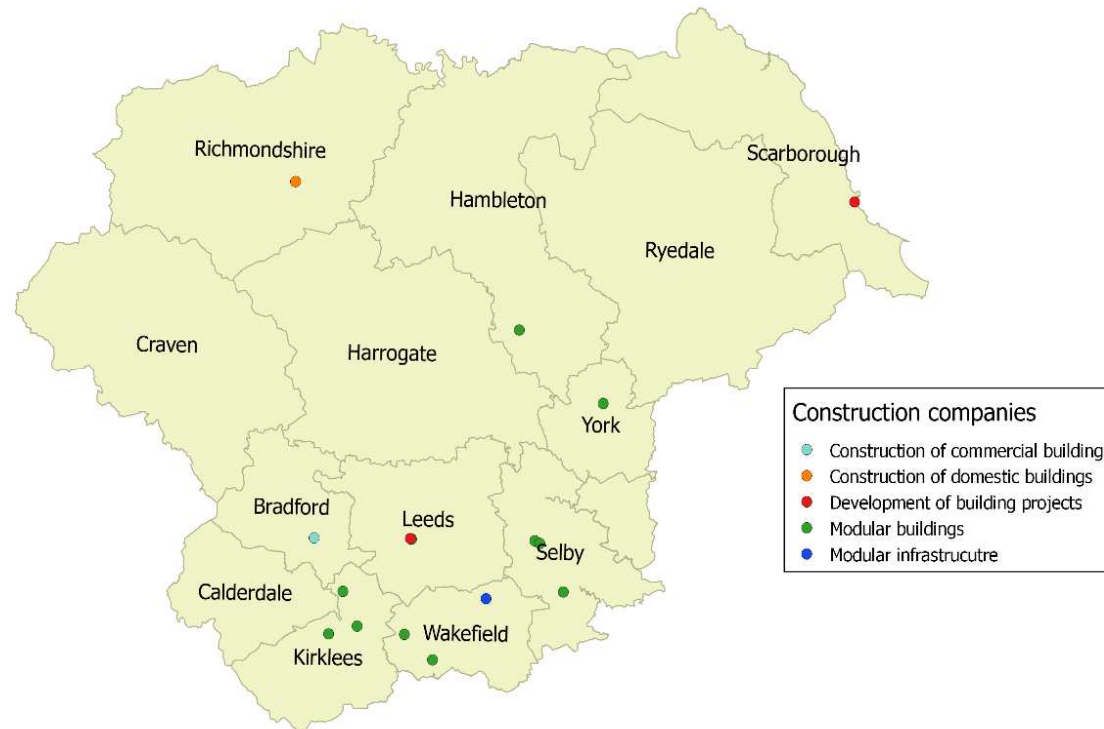 Richmondshire
Scarborough
Hambleton
Ryedale
Craven
Harrogate
York
Bradford
Leeds
Selby
Calderdale
Wakefield
Kirklees
Construction companies
Construction of commercial building
Construction of domestic buildings
Development of building projects
Modular buildings
Modular infrastrucutre